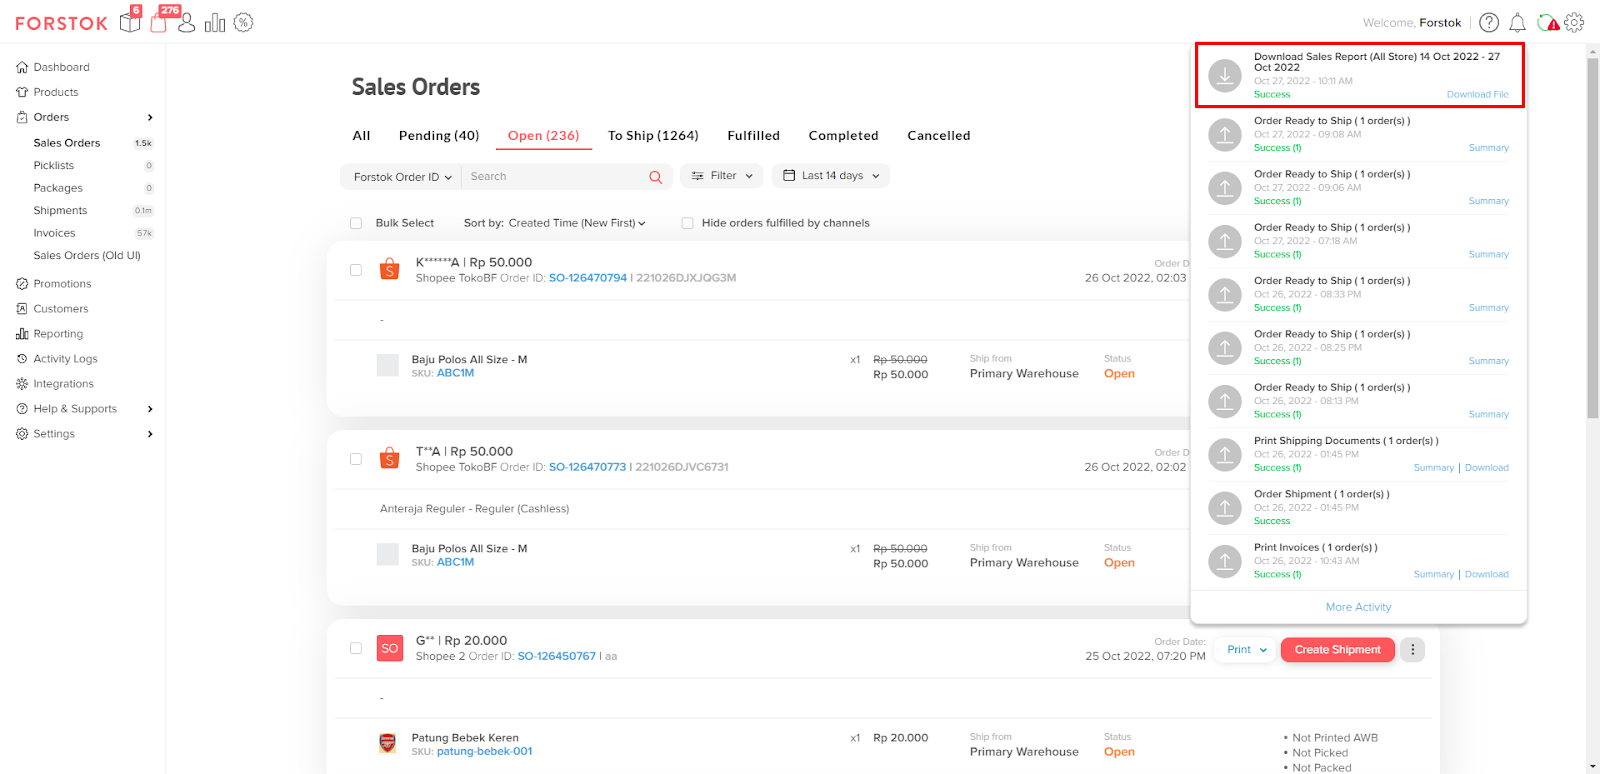 FORSTOK
6
276
Welcome, Forstok
Dashboard
Products
Orders
Sales Orders 1.5k
Picklists 0
Packages 0
Shipments 0.1m
Invoices 57k
Sales Orders (Old UI)
Promotions
Customers
Reporting
Activity Logs
Integrations
Help & Supports
Settings
Sales Orders
All Pending (40) Open (236) To Ship (1264) Fulfilled Completed Cancelled
Forstok Order ID Search Filter Last 14 days
Bulk Select Sort by: Created Time (New First) Hide orders fulfilled by channels
K******A | Rp 50.000
Order D
Shopee TokoBF Order ID: SO-126470794 | 221026DJXJQG3M
26 Oct 2022, 02:03
-
Baju Polos All Size - M
SKU: ABC1M
x1 Rp 50.000
Rp 50.000
Ship from
Primary Warehouse
Status
Open
T**A | Rp 50.000
Order D
Shopee TokoBF Order ID: SO-126470773 | 221026DJVC6731
26 Oct 2022, 02:02
Anteraja Reguler - Reguler (Cashless)
Baju Polos All Size - M
SKU: ABC1M
x1 Rp 50.000
Rp 50.000
Ship from
Primary Warehouse
Status
Open
SO
G** | Rp 20.000
Shopee 2 Order ID: SO-126450767 | aa
Order Date:
25 Oct 2022, 07:20 PM
Print
Create Shipment
-
Patung Bebek Keren
SKU: patung-bebek-001
x1 Rp 20.000
Ship from
Primary Warehouse
Status
Open
• Not Printed AWB
• Not Picked
• Not Packed
Download Sales Report (All Store) 14 Oct 2022 - 27
Oct 2022
Oct 27, 2022 - 10:11 AM
Success Download File
Order Ready to Ship ( 1 order(s) )
Oct 27, 2022 - 09:08 AM
Success (1) Summary
Order Ready to Ship ( 1 order(s) )
Oct 27, 2022 - 09:06 AM
Success (1) Summary
Order Ready to Ship ( 1 order(s) )
Oct 27, 2022 - 07:18 AM
Success (1) Summary
Order Ready to Ship ( 1 order(s) )
Oct 26, 2022 - 08:33 PM
Success (1) Summary
Order Ready to Ship ( 1 order(s) )
Oct 26, 2022 - 08:25 PM
Success (1) Summary
Order Ready to Ship ( 1 order(s) )
Oct 26, 2022 - 08:13 PM
Success (1) Summary
Print Shipping Documents ( 1 order(s) )
Oct 26, 2022 - 01:45 PM
Success (1) Summary | Download
Order Shipment ( 1 order(s) )
Oct 26, 2022 - 01:45 PM
Success
Print Invoices ( 1 order(s) )
Oct 26, 2022 - 10:43 AM
Success (1) Summary | Download
More Activity